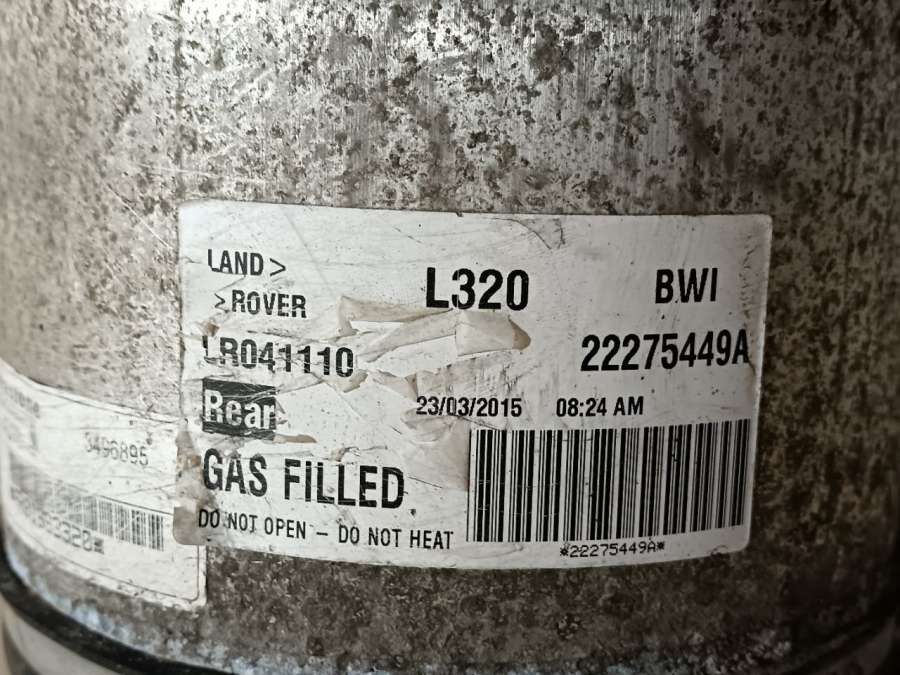 LAND>
>ROVER
L320
BWI
LR041110
22275449A
Rear
23/03/2015 08:24 AM
GAS FILLED
DO NOT OPEN - DO NOT HEAT
*22275449A*
3496895